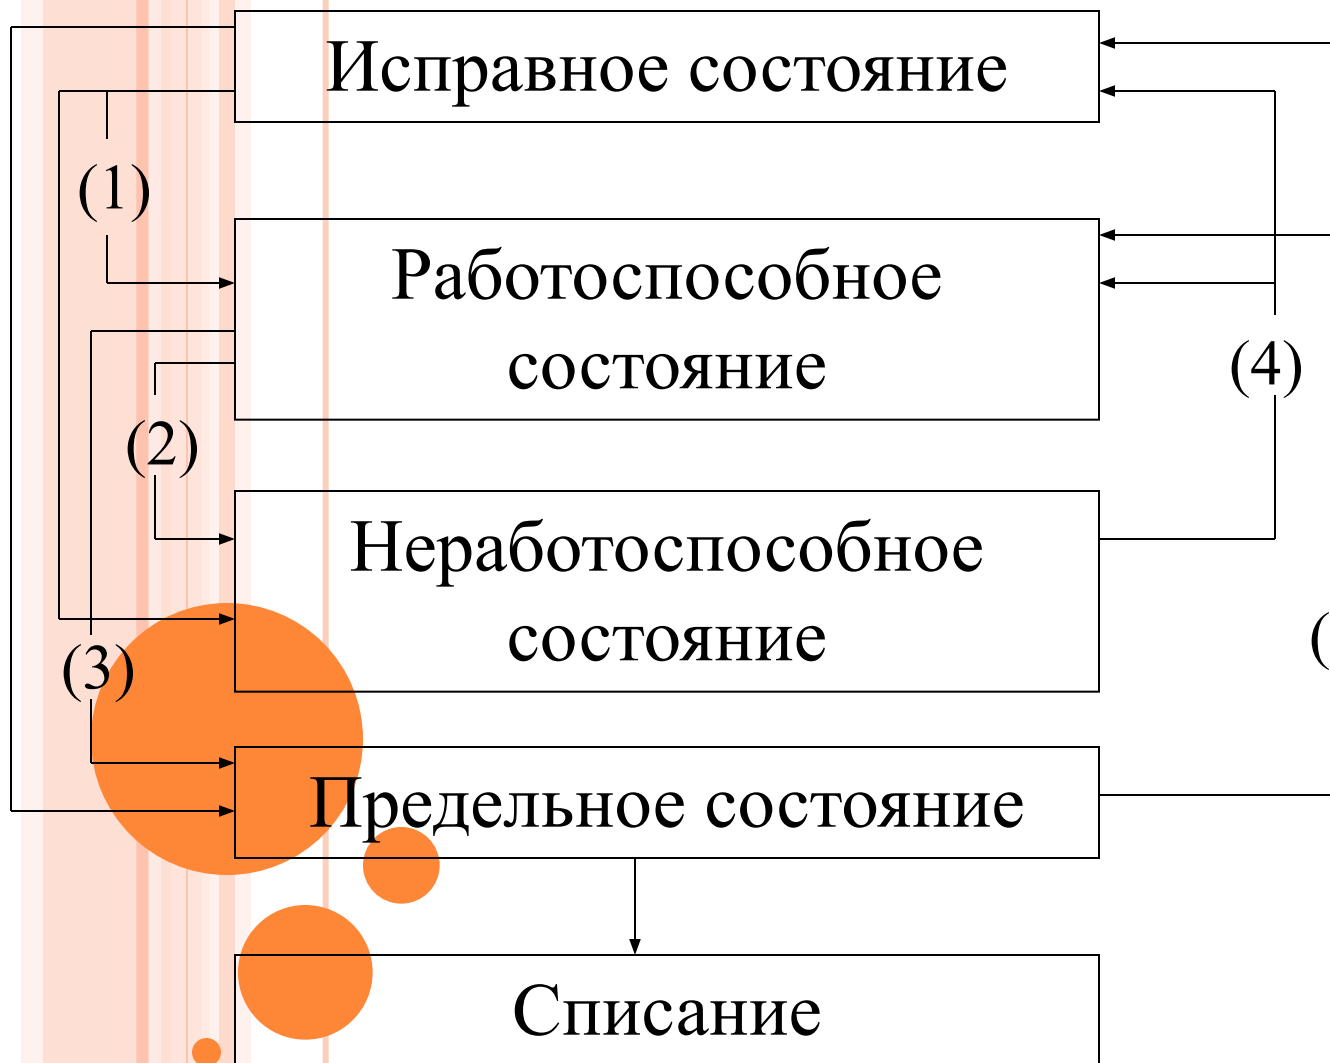 Исправное состояние
(1)
Работоспособное
состояние
(4)
(2)
Неработоспособное
состояние
(
(3)
Предельное состояние
Списание